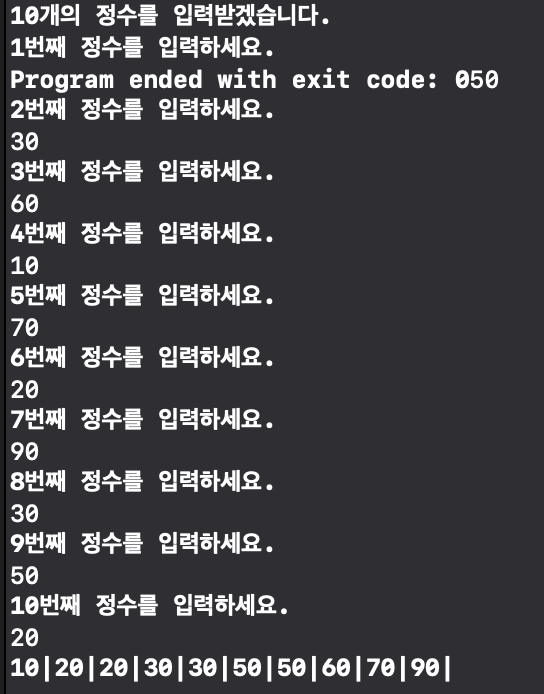 10개의 정수를 입력받겠습니다.
1번째 정수를 입력하세요.
Program ended with exit code: 050
2번째 정수를 입력하세요.
30
3번째 정수를 입력하세요.
60
4번째 정수를 입력하세요.
10
5번째 정수를 입력하세요.
70
6번째 정수를 입력하세요.
20
7번째 정수를 입력하세요.
90
8번째 정수를 입력하세요.
30
9번째 정수를 입력하세요.
50
10번째 정수를 입력하세요.
20
10|20|20|30|30|50|50|60|70|90|